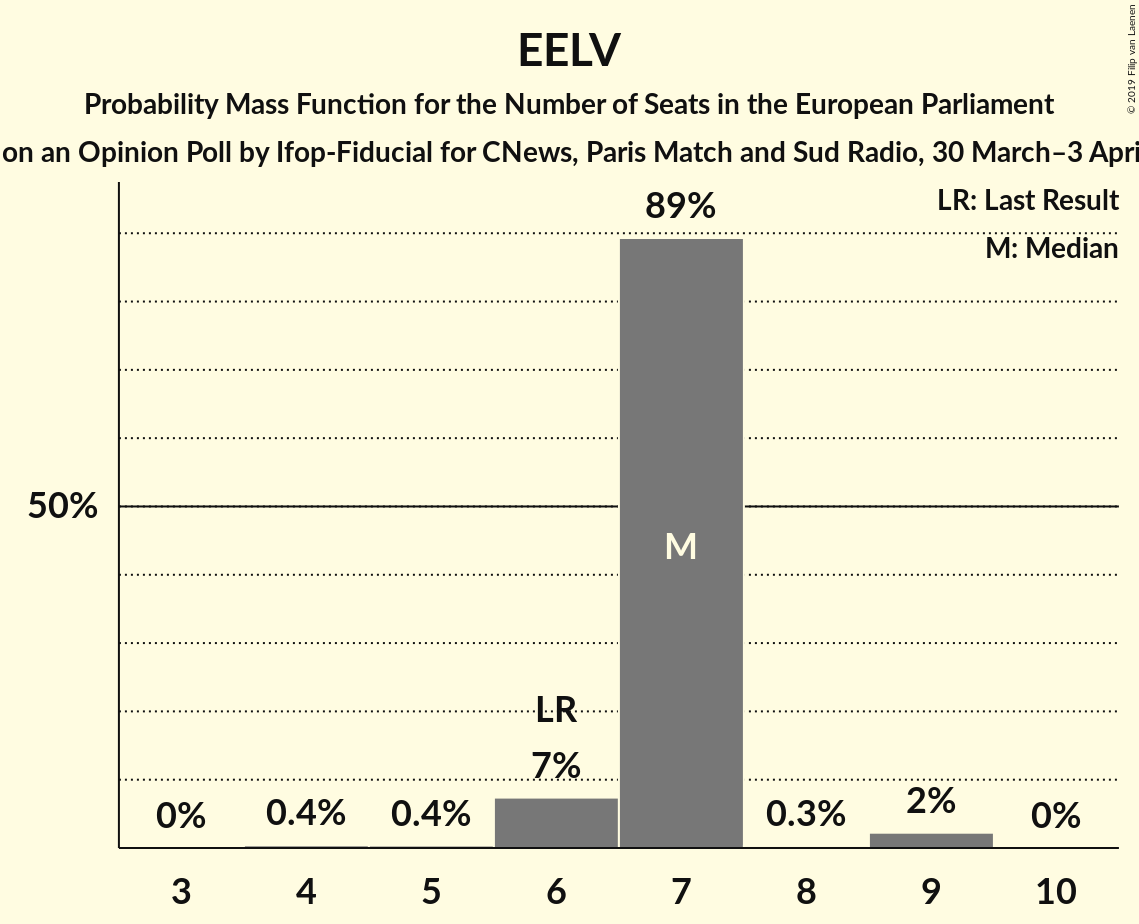 EELV
Probability Mass Function for the Number of Seats in the European Parliament
on an Opinion Poll by Ifop-Fiducial for CNews, Paris Match and Sud Radio, 30 March–3 Apri
© 2019 Filip van Laenen
LR: Last Result
M: Median
89%
50%
M
LR
7%
0%
0.4%
0.4%
0.3%
2%
0%
3 4 5 6 7 8 9 10